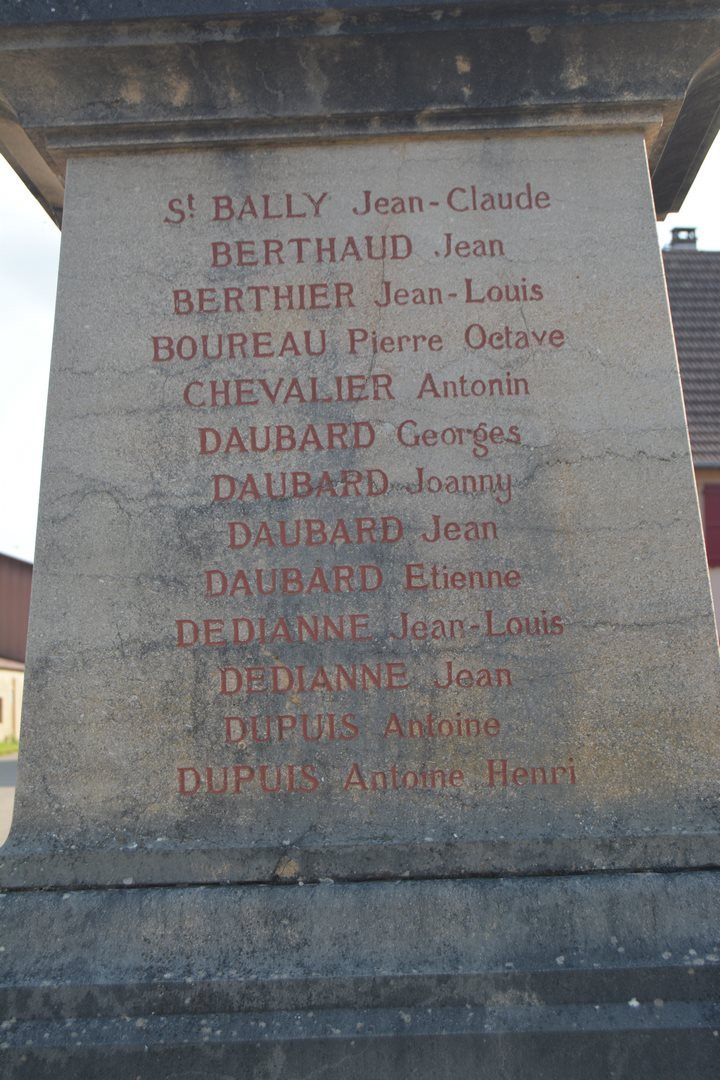 St BALLY Jean-Claude
BERTHAUD Jean
BERTHIER Jean-Louis
BOUREAU Pierre Octave
CHEVALIER Antonin
DAUBARD Georges
DAUBARD Joanny
DAUBARD Jean
DAUBARD Etienne
DEDIANNE Jean-Louis
DEDIANNE Jean
DUPUIS Antoine
DUPUIS Antoine Henri